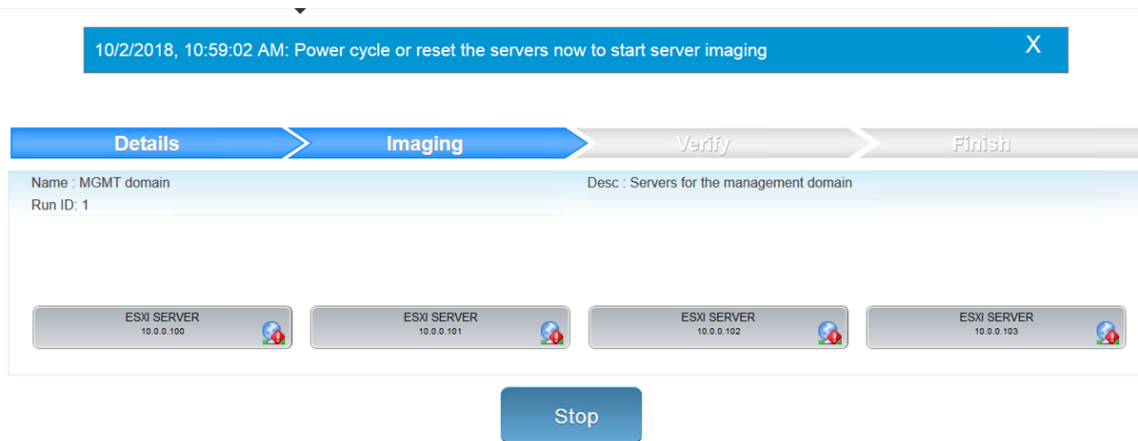 10/2/2018, 10:59:02 AM: Power cycle or reset the servers now to start server imaging X
Details Imaging Verify Finish
Name : MGMT domain Desc : Servers for the management domain
Run ID: 1
ESXI SERVER ESXI SERVER ESXI SERVER ESXI SERVER
10.0.0.100 10.0.0.101 10.0.0.102 10.0.0.103
Stop